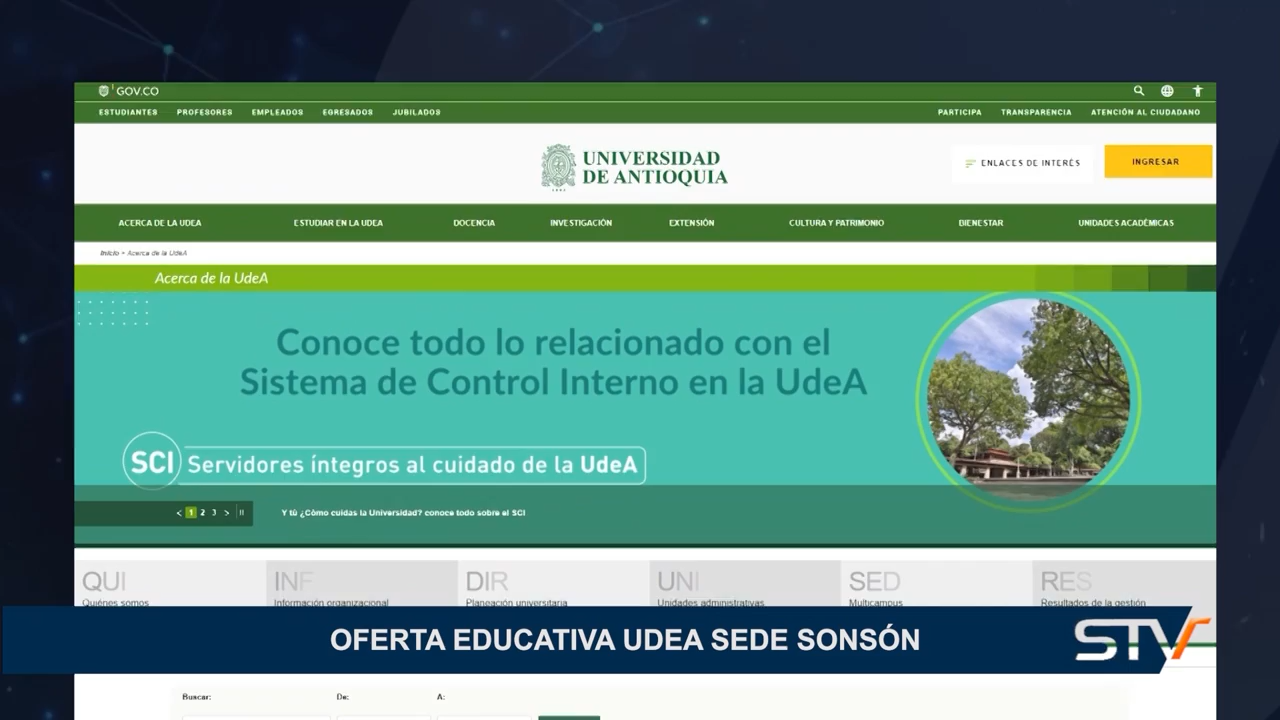 GOV.CO
ESTUDIANTES PROFESORES EMPLEADOS EGRESADOS JUBILADOS PARTICIPA TRANSPARENCIA ATENCIÓN AL CIUDADANO
UNIVERSIDAD
DE ANTIOQUIA
ENLACES DE INTERÉS INGRESAR
ACERCA DE LA UDEA ESTUDIAR EN LA UDEA DOCENCIA INVESTIGACIÓN EXTENSIÓN CULTURA Y PATRIMONIO BIENESTAR UNIDADES ACADÉMICAS
Inicio > Acerca de la UdeA
Acerca de la UdeA
Conoce todo lo relacionado con el
Sistema de Control Interno en la UdeA
SCI Servidores íntegros al cuidado de la UdeA
< 1 2 3 > II Y tú ¿Cómo cuidas la Universidad? conoce todo sobre el SCI
QUI INF DIR UNI SED RES
Quiénes somos Información organizacional Planeación universitaria Unidades administrativas Multicampus Resultados de la gestión
OFERTA EDUCATIVA UDEA SEDE SONSÓN
STV
Buscar: De: A: